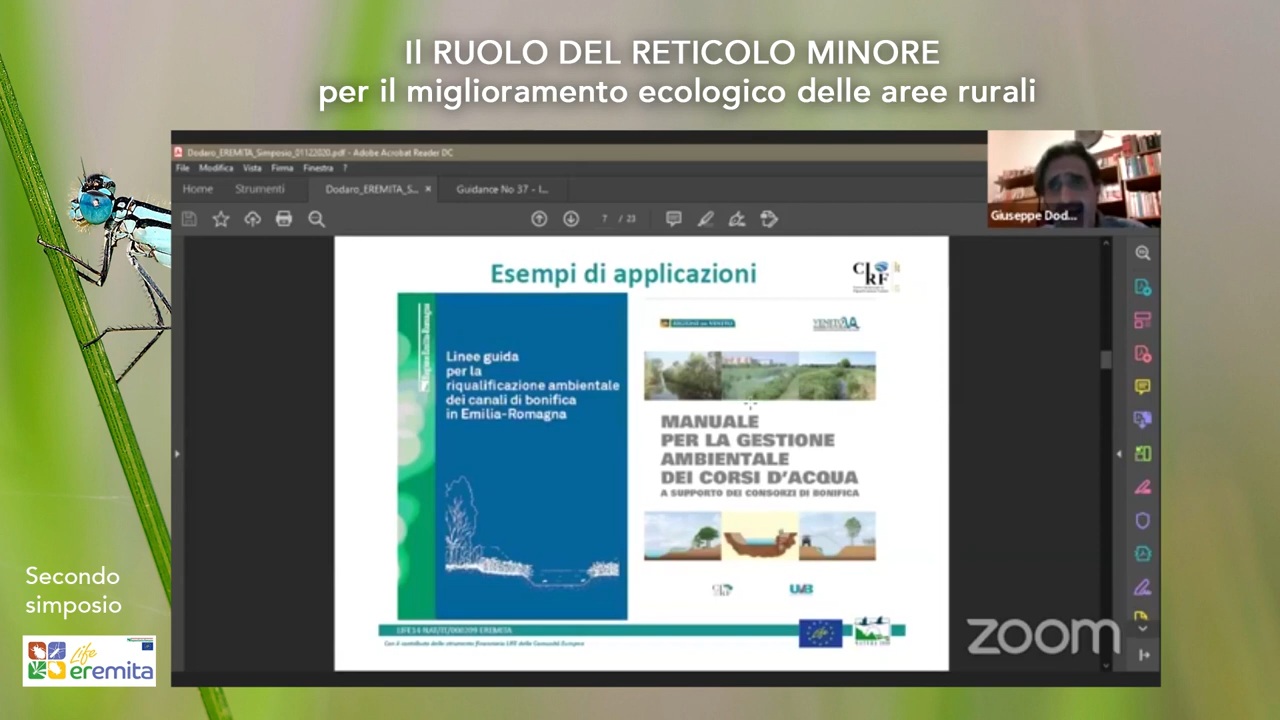 Il RUOLO DEL RETICOLO MINORE
per il miglioramento ecologico delle aree rurali
Dodaro_EREMITA_Simposio_01122020.pdf - Adobe Acrobat Reader DC
File Modifica Vista Firma Finestra ?
Home Strumenti Dodaro_EREMITA_S... × Guidance No 37 - I...
7 / 23
Giuseppe Dod...
Esempi di applicazioni
CIRF
Regione Emilia-Romagna
Linee guida
per la
riqualificazione ambientale
dei canali di bonifica
in Emilia-Romagna
REGIONE DEL VENETO
MANUALE
PER LA GESTIONE
AMBIENTALE
DEI CORSI D'ACQUA
A SUPPORTO DEI CONSORZI DI BONIFICA
UVB
LIFE14 NAT/IT/000209 EREMITA
Con il contributo dello strumento finanziario LIFE della Comunità Europea
Life
NATURA 2000
zoom
Secondo
simposio
Life
eremita